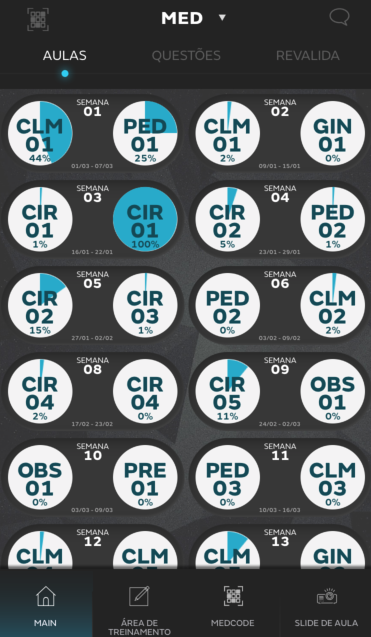 MED ▼
AULAS QUESTÕES REVALIDA
SEMANA
01
CLM
01
44%
PED
01
25%
01/03 - 07/03
SEMANA
02
CLM
01
2%
GIN
01
0%
09/01 - 15/01
SEMANA
03
CIR
01
1%
CIR
01
100%
16/01 - 22/01
SEMANA
04
CIR
02
5%
PED
02
1%
23/01 - 29/01
SEMANA
05
CIR
02
15%
CIR
03
1%
27/01 - 02/02
SEMANA
06
PED
02
0%
CLM
02
2%
03/02 - 09/02
SEMANA
08
CIR
04
2%
CIR
04
0%
17/02 - 23/02
SEMANA
09
CIR
05
11%
OBS
01
0%
24/02 - 02/03
SEMANA
10
OBS
01
0%
PRE
01
0%
03/03 - 09/03
SEMANA
11
PED
03
0%
CLM
03
0%
10/03 - 16/03
SEMANA
12
CLM
CLM
SEMANA
13
CLM
GIN
MAIN
ÁREA DE
TREINAMENTO
MEDCODE
SLIDE DE AULA